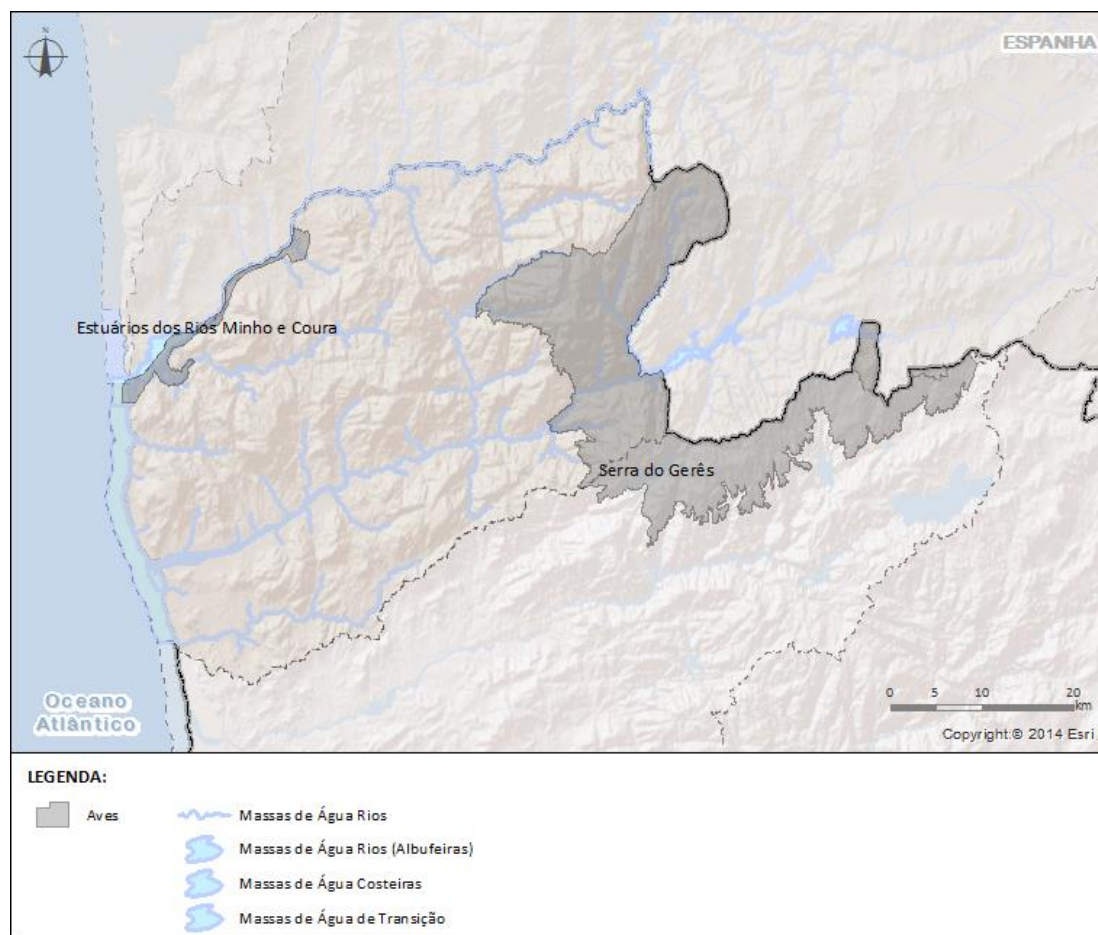 N
ESPANHA
Estuários dos Rios Minho e Coura
Serra do Gerês
Oceano
Atlântico
0 5 10 20
km
Copyright:© 2014 Esri
LEGENDA:
Aves
Massas de Água Rios
Massas de Água Rios (Albufeiras)
Massas de Água Costeiras
Massas de Água de Transição